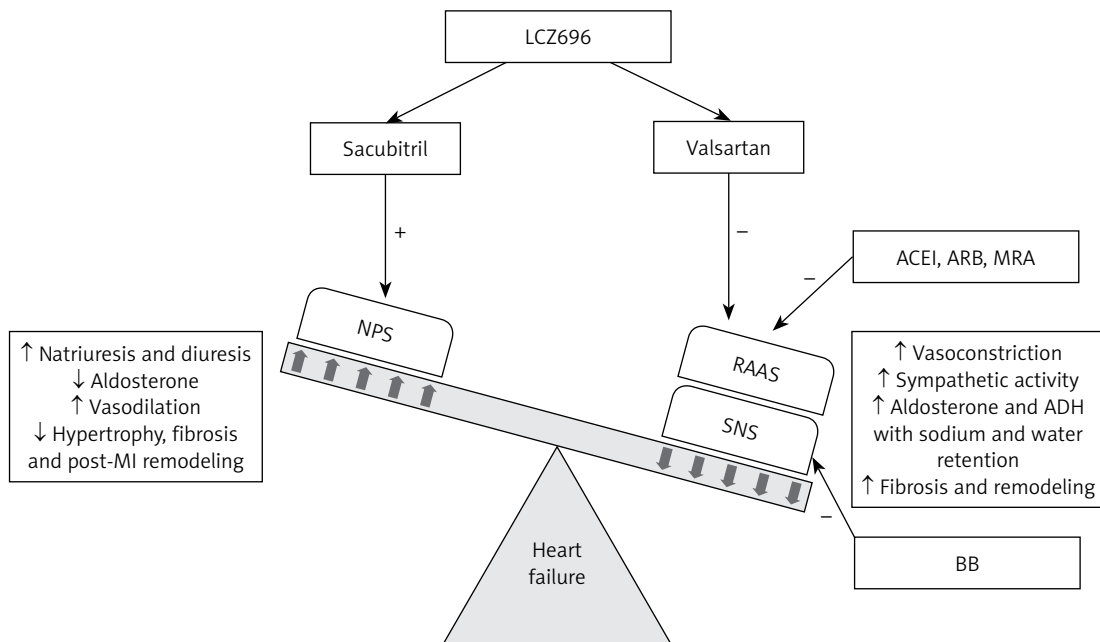 LCZ696
Sacubitril
Valsartan
+
–
ACEI, ARB, MRA
–
NPS
RAAS
SNS
↑ Natriuresis and diuresis
↓ Aldosterone
↑ Vasodilation
↓ Hypertrophy, fibrosis
and post-MI remodeling
↑ Vasoconstriction
↑ Sympathetic activity
↑ Aldosterone and ADH
with sodium and water
retention
↑ Fibrosis and remodeling
–
Heart
failure
BB